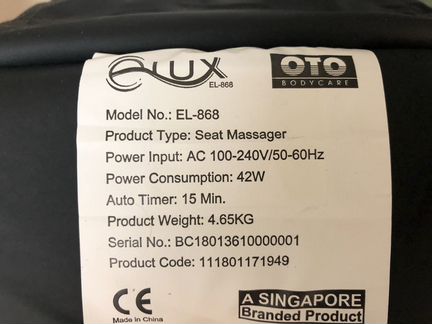 eLUX OTO
EL-868 BODYCARE
Model No.: EL-868
Product Type: Seat Massager
Power Input: AC 100-240V/50-60Hz
Power Consumption: 42W
Auto Timer: 15 Min.
Product Weight: 4.65KG
Serial No.: BC18013610000001
Product Code: 111801171949
CE A SINGAPORE
Made in China Branded Product